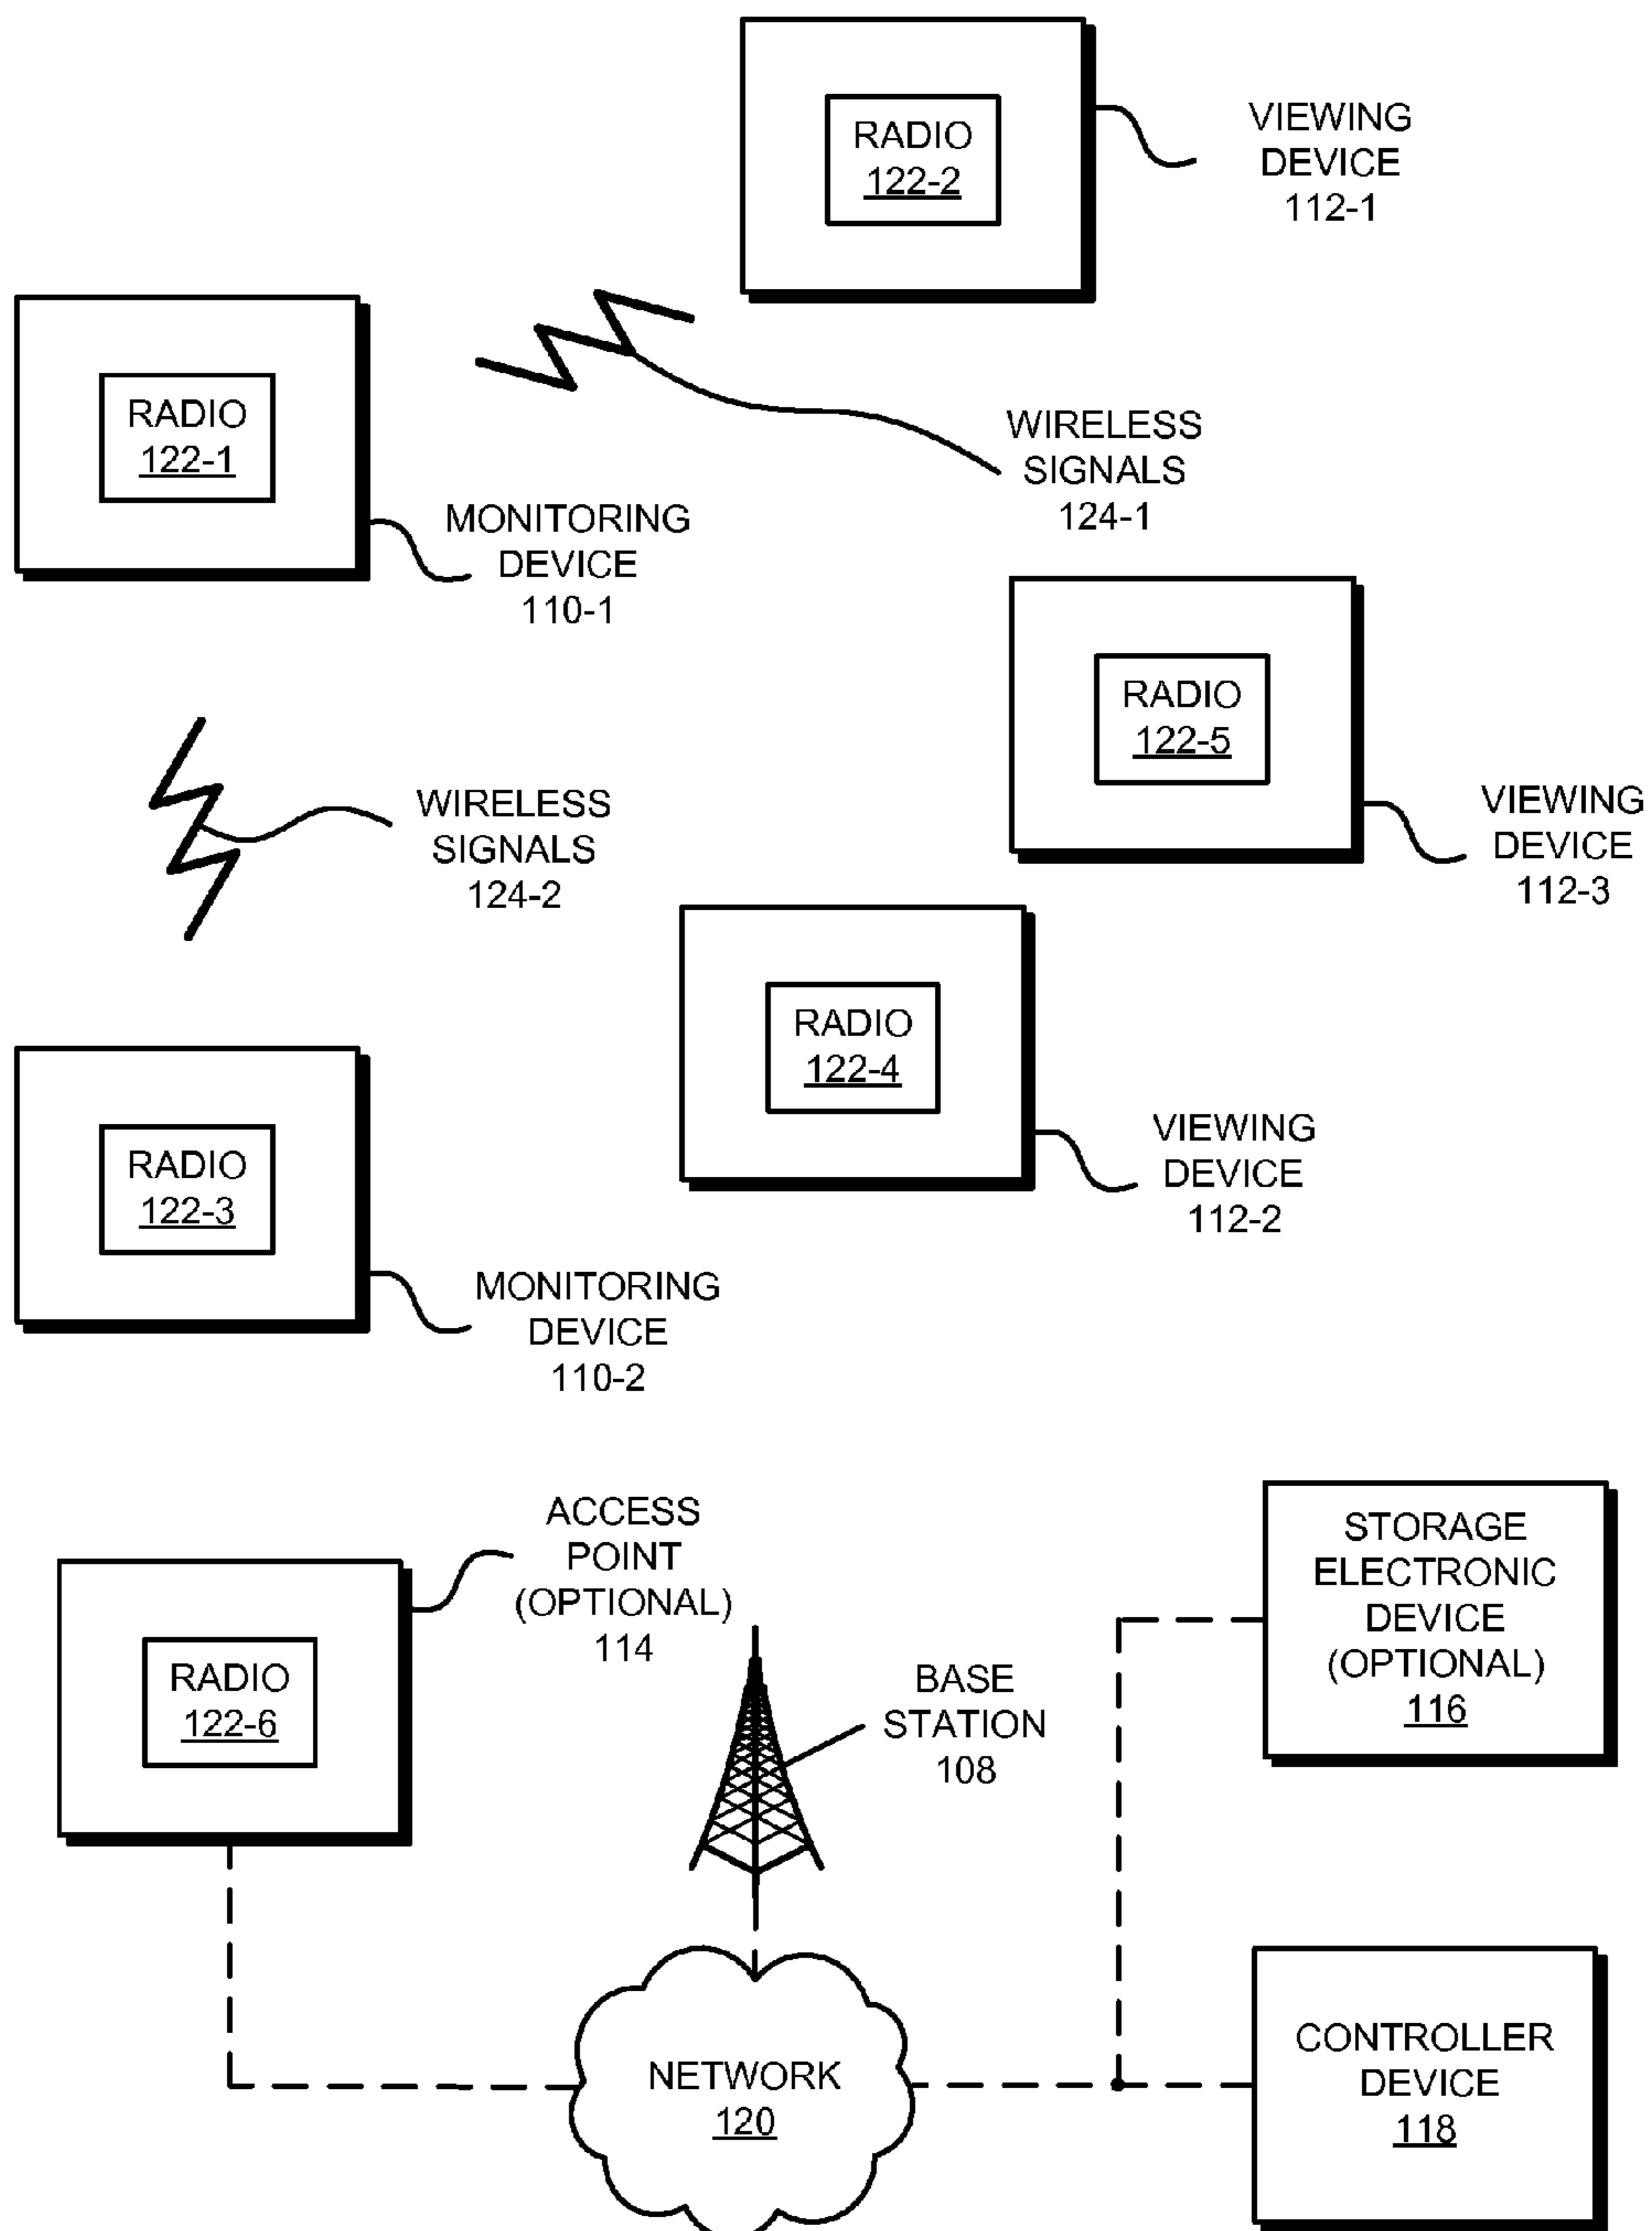 RADIO
122-2
VIEWING
DEVICE
112-1
RADIO
122-1
MONITORING
DEVICE
110-1
WIRELESS
SIGNALS
124-1
RADIO
122-5
VIEWING
DEVICE
112-3
WIRELESS
SIGNALS
124-2
RADIO
122-4
VIEWING
DEVICE
112-2
RADIO
122-3
MONITORING
DEVICE
110-2
ACCESS
POINT
(OPTIONAL)
114
RADIO
122-6
BASE
STATION
108
STORAGE
ELECTRONIC
DEVICE
(OPTIONAL)
116
NETWORK
120
CONTROLLER
DEVICE
118